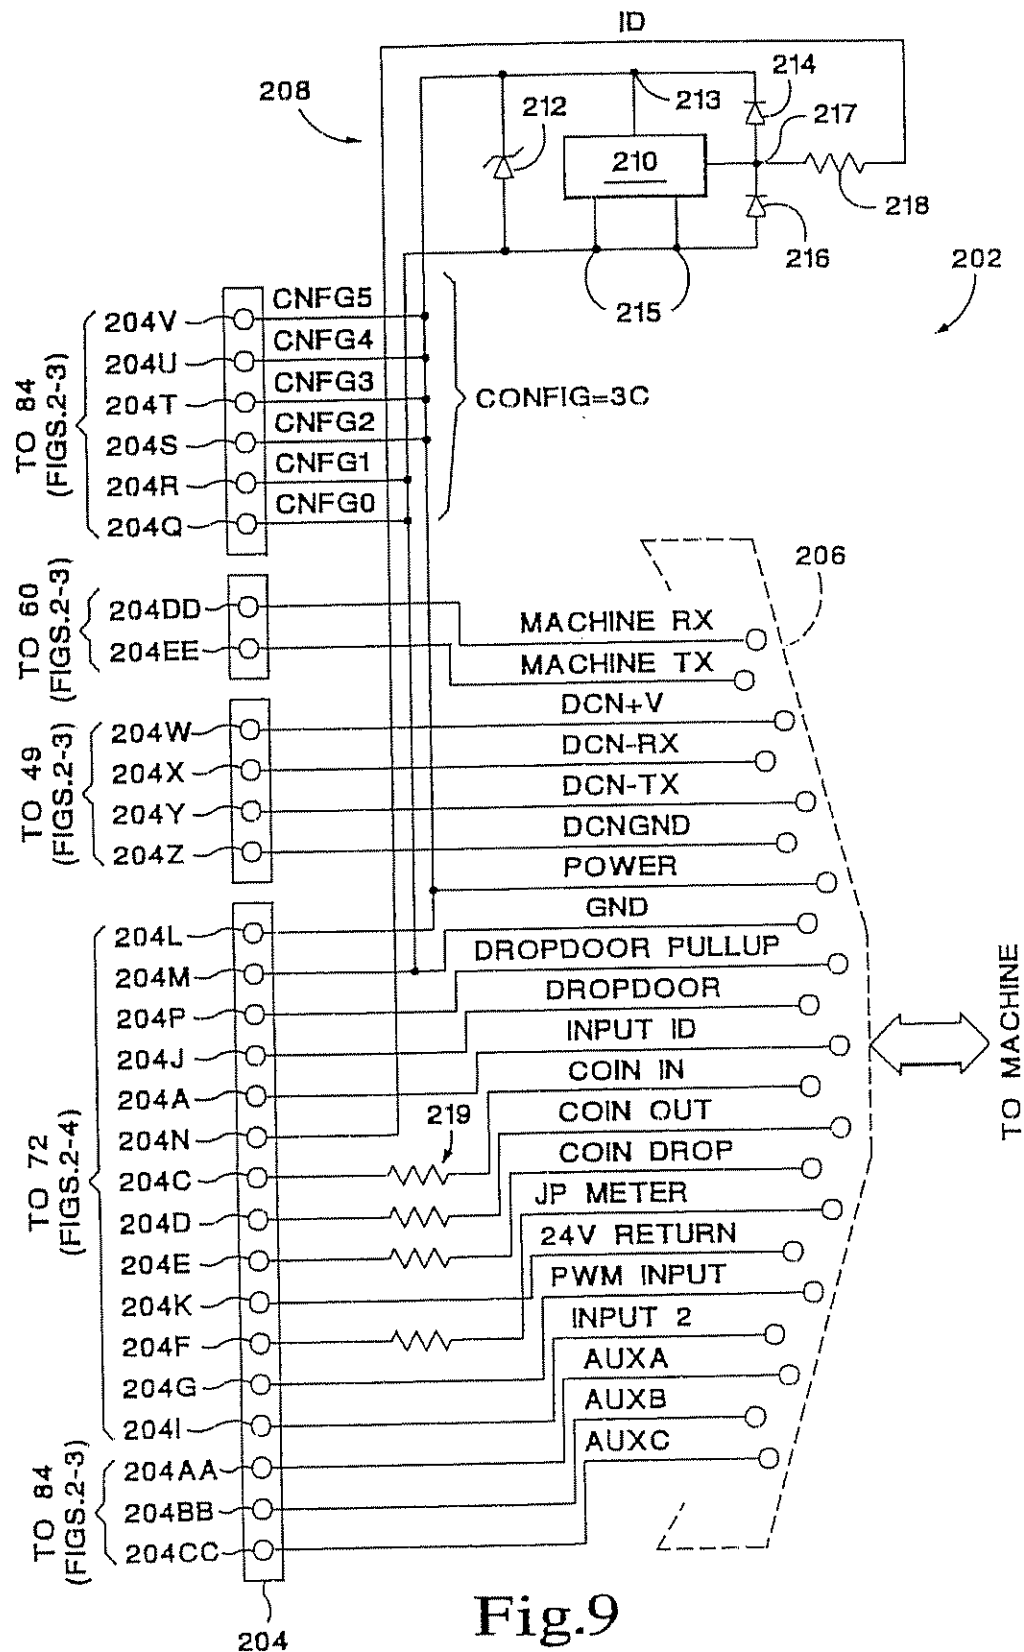 ID
208
212
213
214
217
210
218
216
215
202
CNFG5
204V
CNFG4
204U
CNFG3
204T
CONFIG=3C
CNFG2
204S
CNFG1
204R
CNFG0
204Q
TO 84
(FIGS.2-3)
206
204DD
MACHINE RX
204EE
MACHINE TX
TO 60
(FIGS.2-3)
DCN+V
204W
DCN-RX
204X
DCN-TX
204Y
DCNGND
204Z
TO 49
(FIGS.2-3)
POWER
204L
GND
204M
DROPDOOR PULLUP
204P
DROPDOOR
204J
INPUT ID
204A
COIN IN
204N
219
COIN OUT
204C
COIN DROP
204D
JP METER
204E
24V RETURN
204K
PWM INPUT
204F
INPUT 2
204G
AUXA
204I
AUXB
TO 72
(FIGS.2-4)
TO MACHINE
204AA
AUXC
204BB
204CC
TO 84
(FIGS.2-3)
204
Fig.9